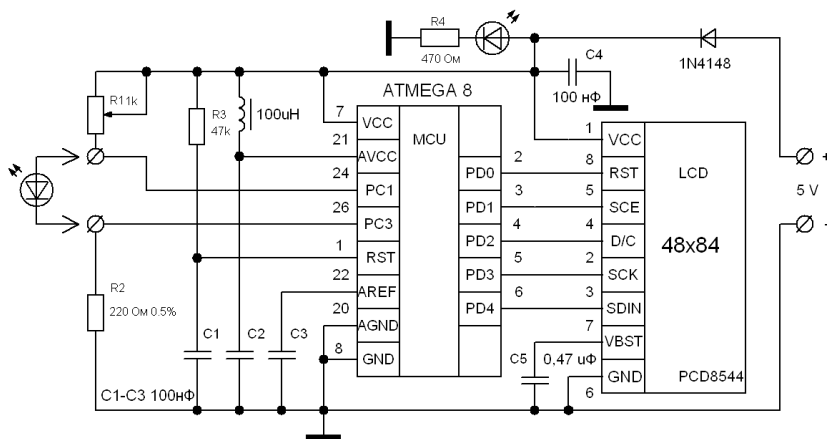 R4
470 Ом
C4
100 нФ
1N4148
R1 1k
R3
47k
100uH
ATMEGA 8
MCU
7
VCC
21
AVCC
24
PC1
26
PC3
1
RST
22
AREF
20
AGND
8
GND
2
PD0
3
PD1
4
PD2
5
PD3
6
PD4
1
VCC
8
RST
5
SCE
4
D/C
2
SCK
3
SDIN
7
VBST
GND
6
LCD
48x84
PCD8544
+
5 V
-
R2
220 Ом 0.5%
C1
C2
C3
C5
0,47 uФ
C1-C3 100нФ